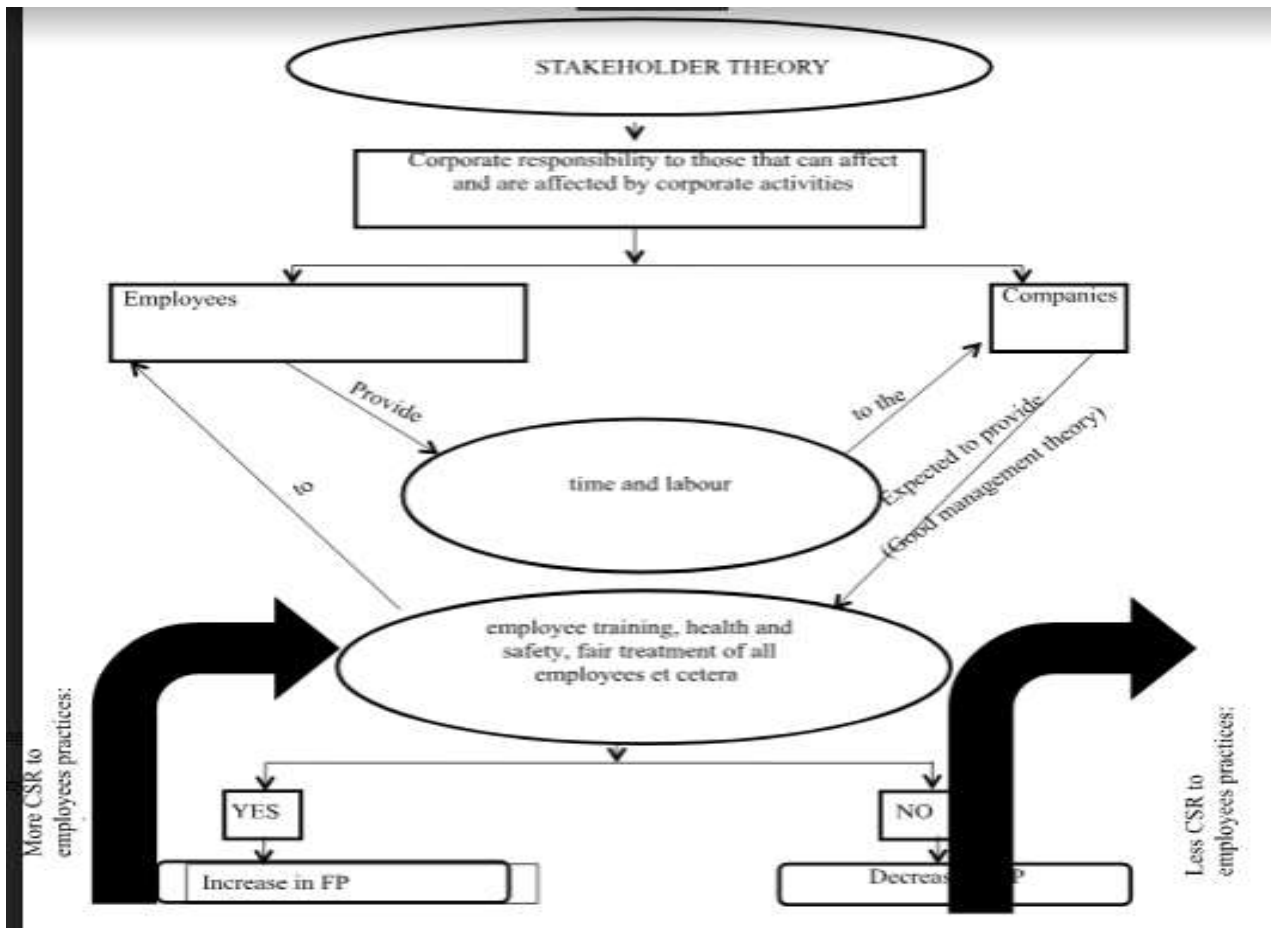 STAKEHOLDER THEORY
Corporate responsibility to those that can affect
and are affected by corporate activities
Employees
Companies
Provide
to the
time and labour
Expected to provide
(Good management theory)
to
employee training, health and
safety, fair treatment of all
employees et cetera
More CSR to
employees practices:
YES
NO
Less CSR to
employees practices:
Increase in FP